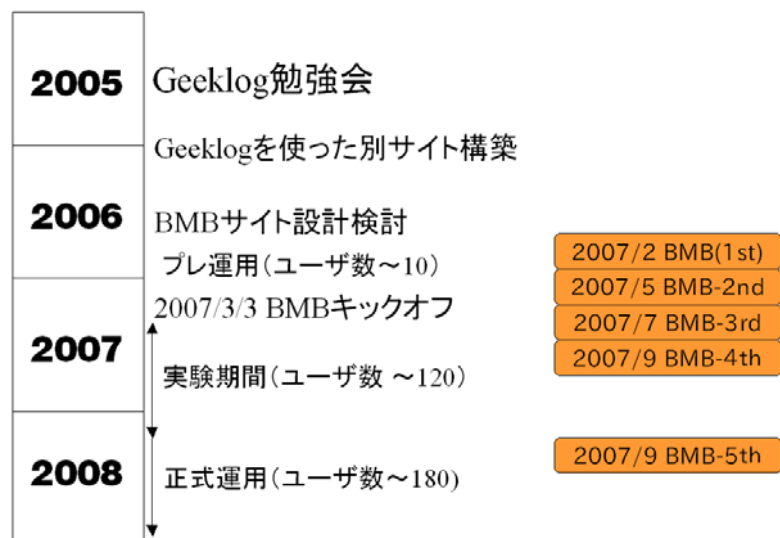 2005
Geeklog勉強会
Geeklogを使った別サイト構築
2006
BMBサイト設計検討
プレ運用(ユーザ数～10)
2007/3/3 BMBキックオフ
2007
実験期間(ユーザ数 ～120)
2008
正式運用(ユーザ数～180)
2007/2 BMB(1st)
2007/5 BMB-2nd
2007/7 BMB-3rd
2007/9 BMB-4th
2007/9 BMB-5th